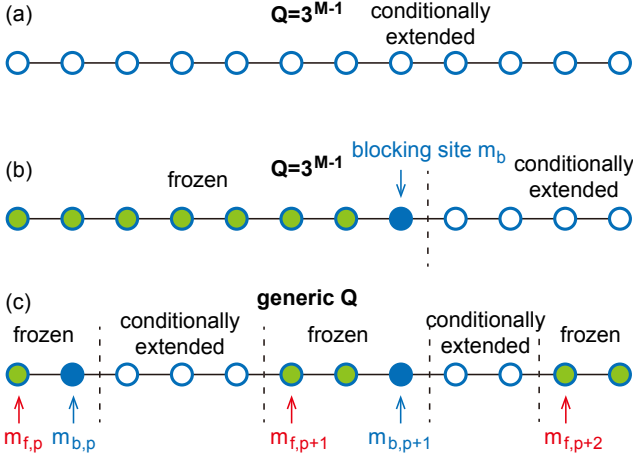 (a)
Q=3^{M-1}
conditionally
extended
(b)
Q=3^{M-1}
blocking site m_b
frozen
conditionally
extended
(c)
generic Q
frozen
conditionally
extended
frozen
conditionally
extended
frozen
m_{f,p}
m_{b,p}
m_{f,p+1}
m_{b,p+1}
m_{f,p+2}